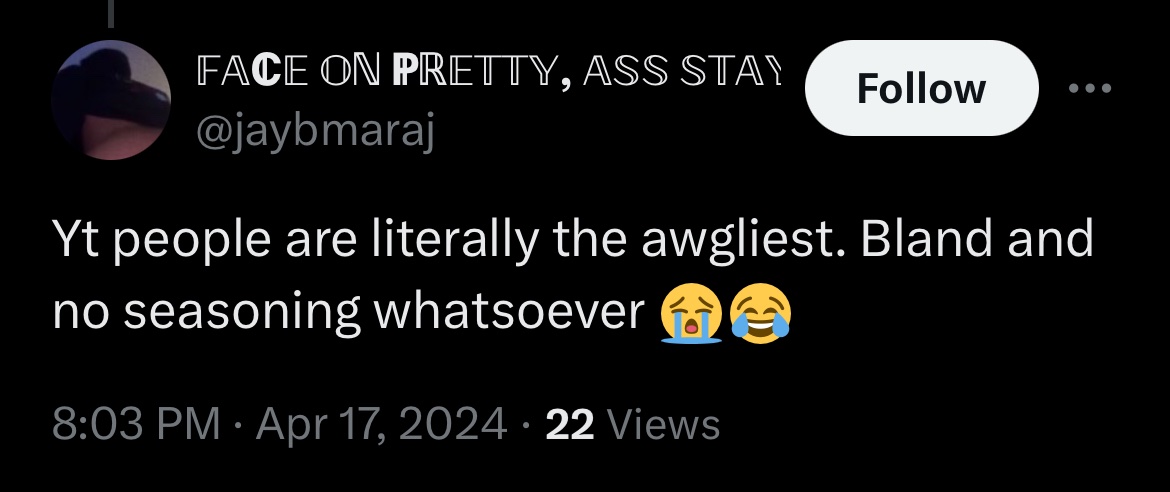 FACE ON PRETTY, ASS STAY
Follow
@jaybmaraj
Yt people are literally the awgliest. Bland and
no seasoning whatsoever 😭😂
8:03 PM · Apr 17, 2024 · 22 Views